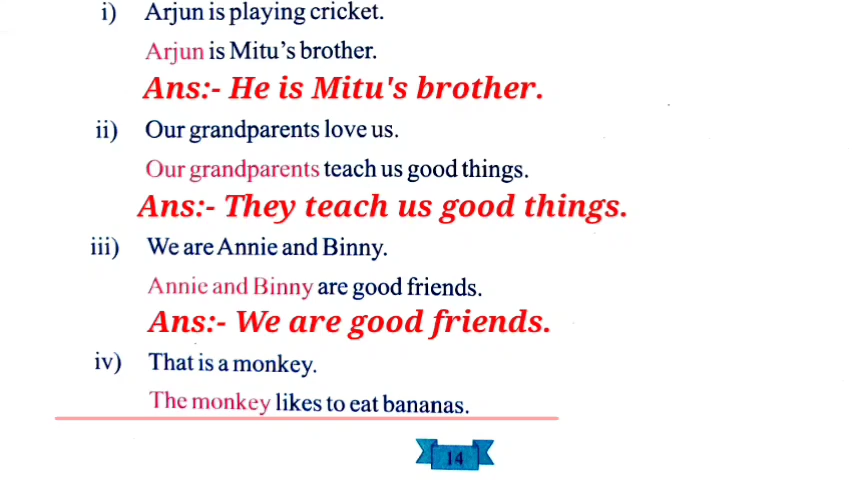 i) Arjun is playing cricket.
Arjun is Mitu's brother.
Ans:- He is Mitu's brother.
ii) Our grandparents love us.
Our grandparents teach us good things.
Ans:- They teach us good things.
iii) We are Annie and Binny.
Annie and Binny are good friends.
Ans:- We are good friends.
iv) That is a monkey.
The monkey likes to eat bananas.
14